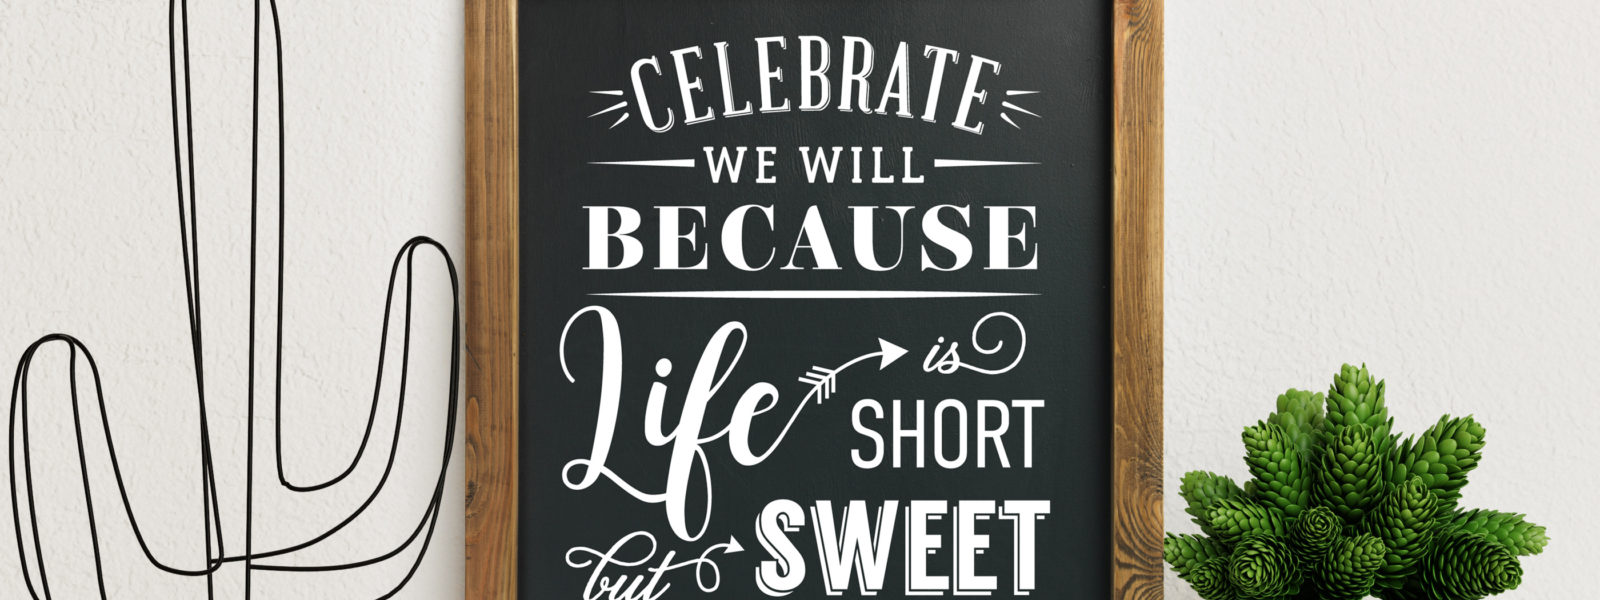 CELEBRATE
WE WILL
BECAUSE
Life is
SHORT
but SWEET